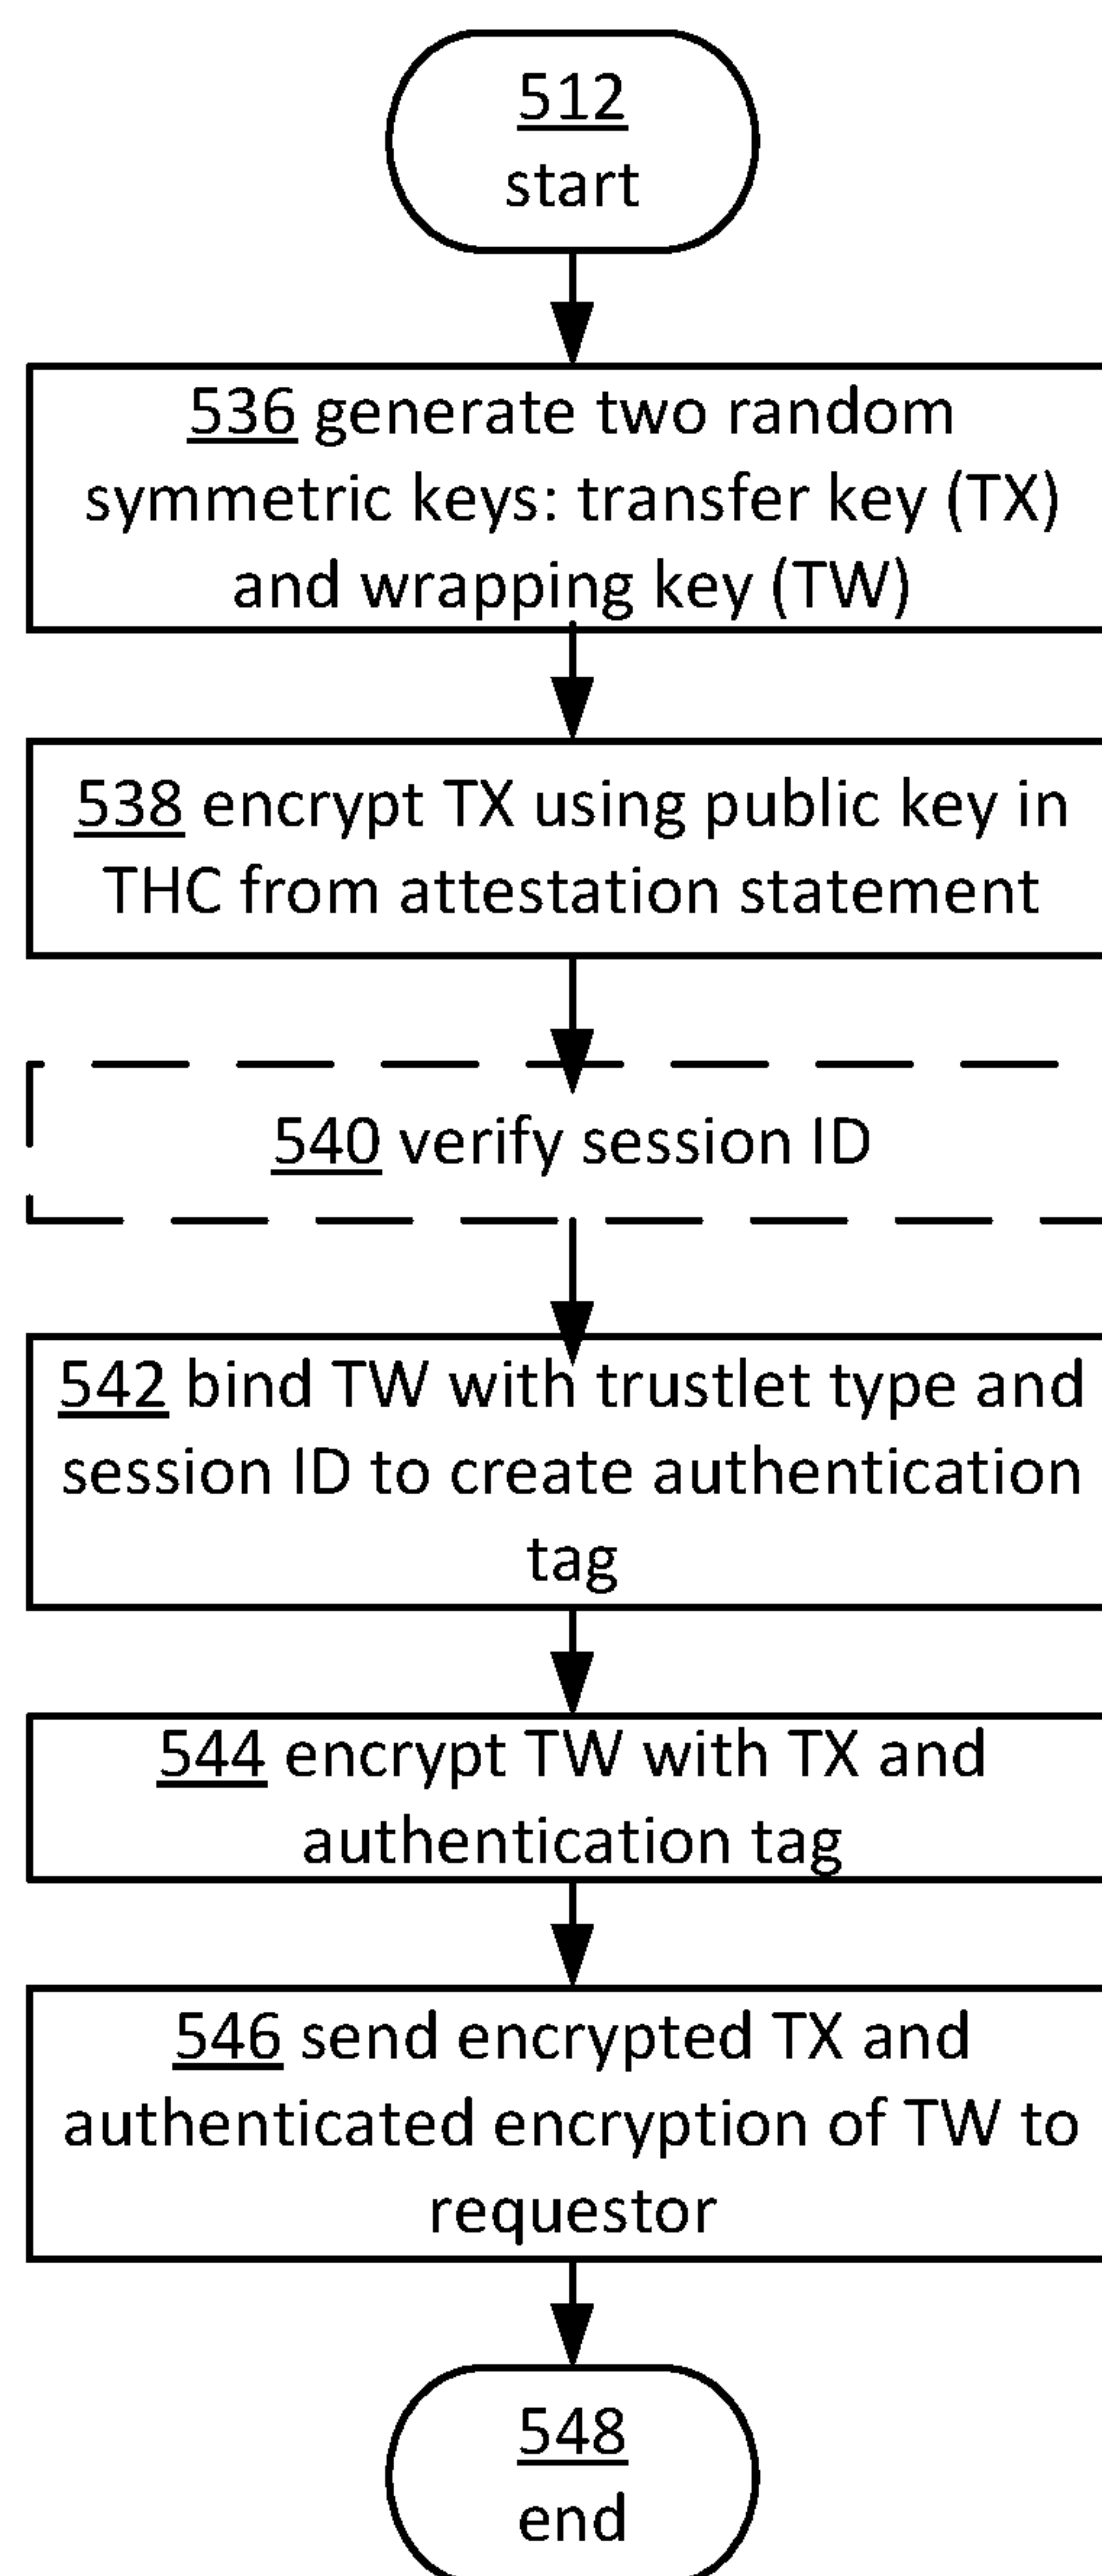 512
start
536 generate two random
symmetric keys: transfer key (TX)
and wrapping key (TW)
538 encrypt TX using public key in
THC from attestation statement
540 verify session ID
542 bind TW with trustlet type and
session ID to create authentication
tag
544 encrypt TW with TX and
authentication tag
546 send encrypted TX and
authenticated encryption of TW to
requestor
548
end